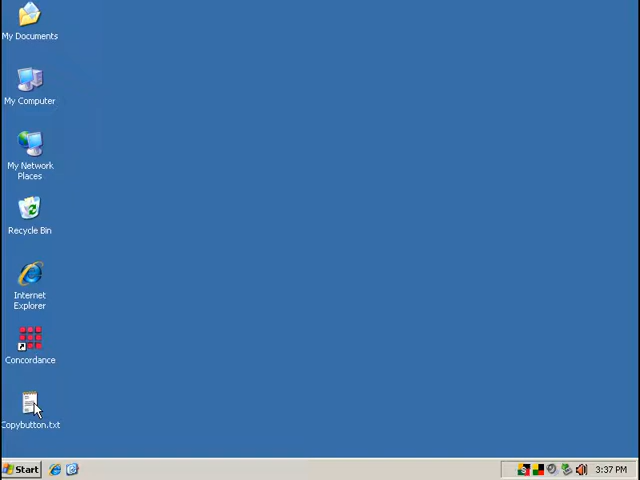 My Documents
My Computer
My Network
Places
Recycle Bin
Internet
Explorer
Concordance
Copybutton.txt
Start
3:37 PM